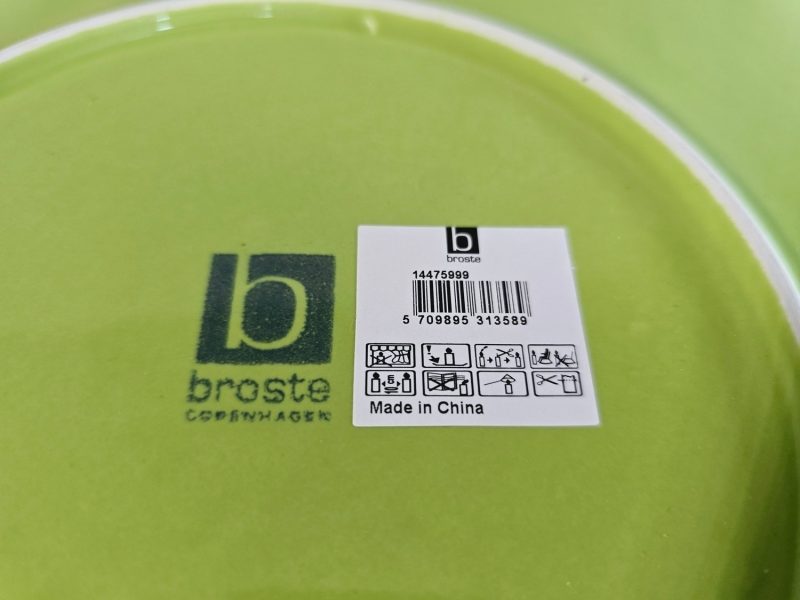 b
broste
COPENHAGEN
b
broste
14475999
5 709895 313589
Made in China